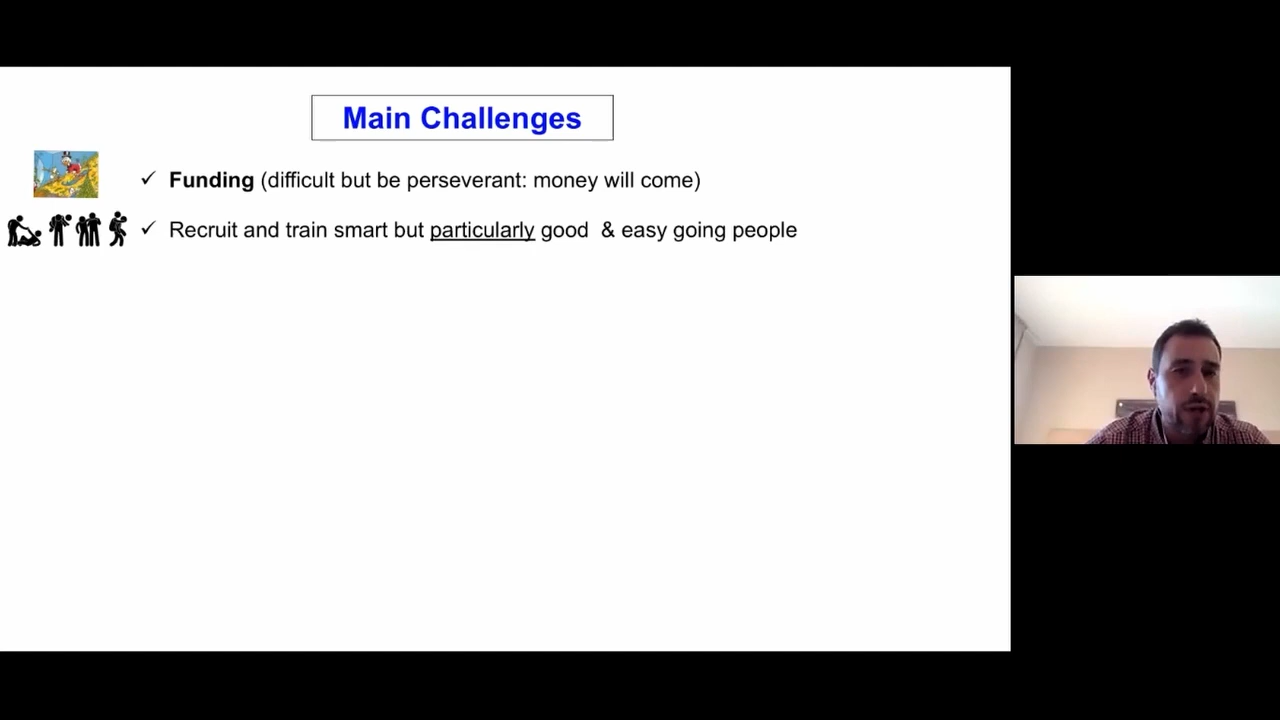 Main Challenges
✓ Funding (difficult but be perseverant: money will come)
✓ Recruit and train smart but particularly good & easy going people